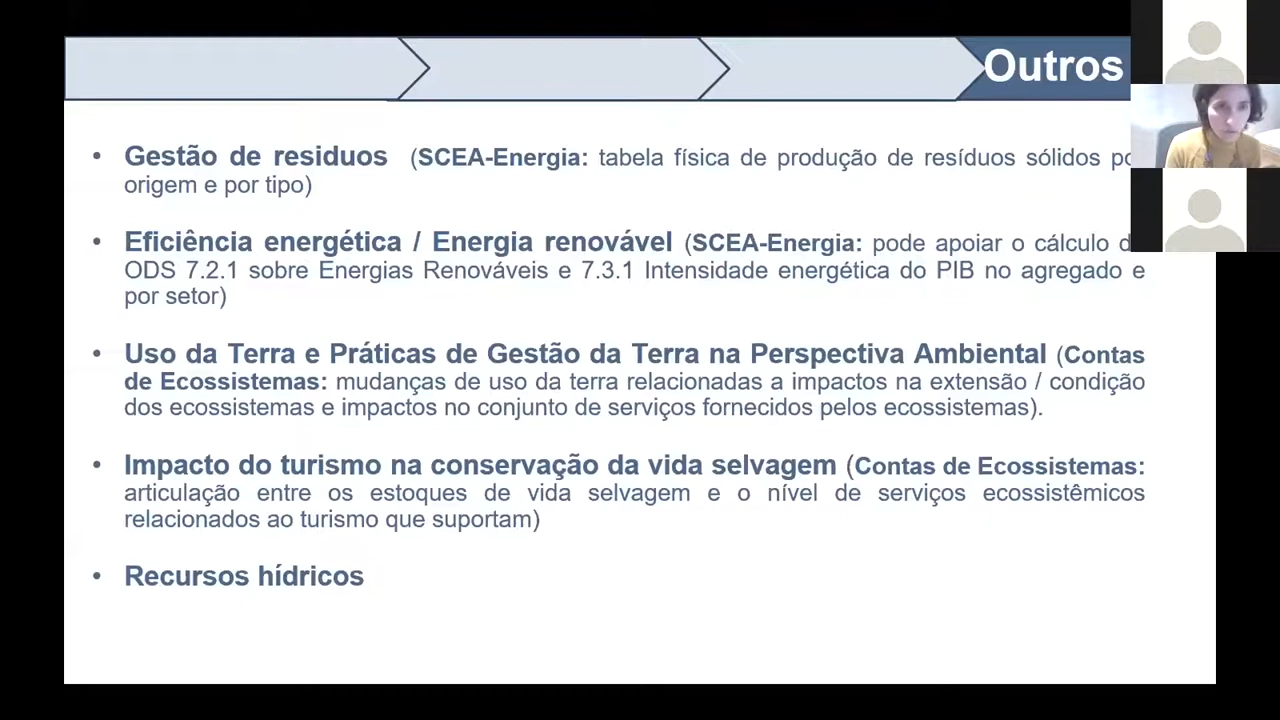 Outros
• Gestão de residuos (SCEA-Energia: tabela física de produção de resíduos sólidos
origem e por tipo)
• Eficiência energética / Energia renovável (SCEA-Energia: pode apoiar o cálculo
ODS 7.2.1 sobre Energias Renováveis e 7.3.1 Intensidade energética do PIB no agregado e
por setor)
• Uso da Terra e Práticas de Gestão da Terra na Perspectiva Ambiental (Contas
de Ecossistemas: mudanças de uso da terra relacionadas a impactos na extensão / condição
dos ecossistemas e impactos no conjunto de serviços fornecidos pelos ecossistemas).
• Impacto do turismo na conservação da vida selvagem (Contas de Ecossistemas:
articulação entre os estoques de vida selvagem e o nível de serviços ecossistêmicos
relacionados ao turismo que suportam)
• Recursos hídricos